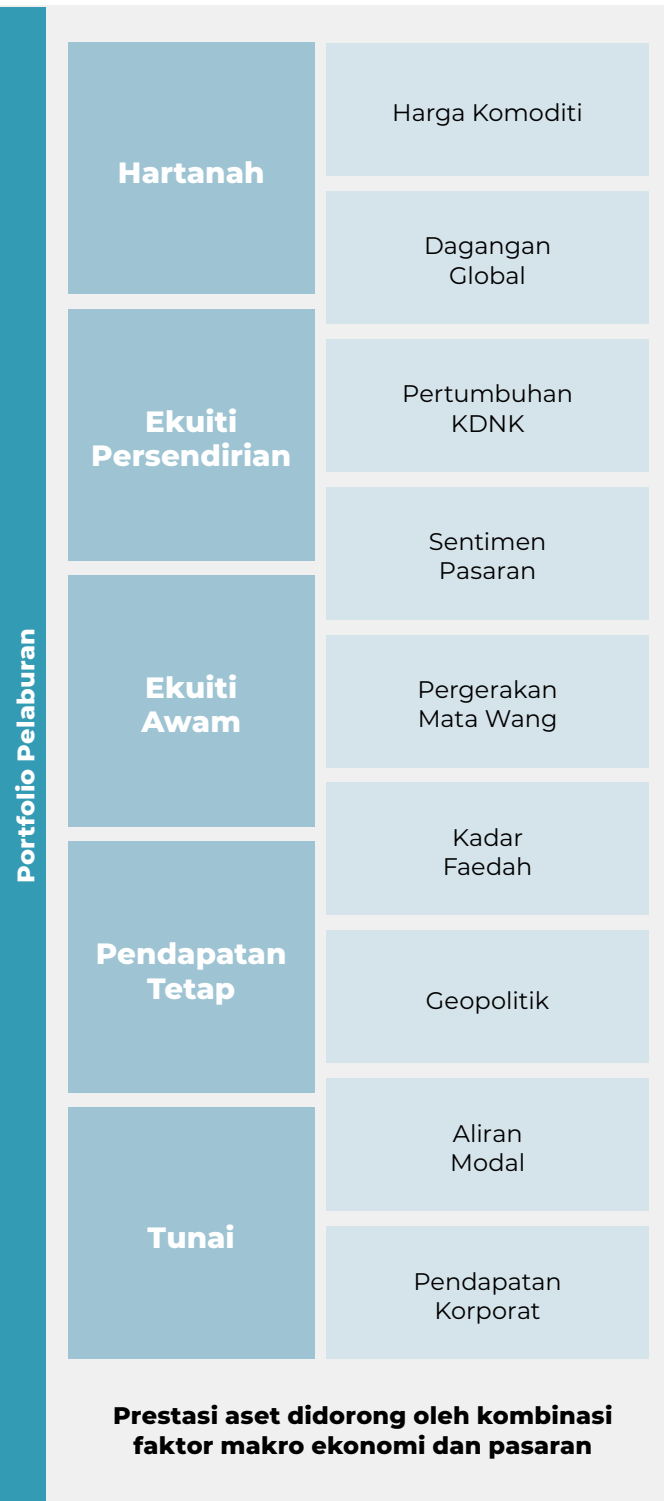 Portfolio Pelaburan
Hartanah
Ekuiti
Persendirian
Ekuiti
Awam
Pendapatan
Tetap
Tunai
Harga Komoditi
Dagangan
Global
Pertumbuhan
KDNK
Sentimen
Pasaran
Pergerakan
Mata Wang
Kadar
Faedah
Geopolitik
Aliran
Modal
Pendapatan
Korporat
Prestasi aset didorong oleh kombinasi
faktor makro ekonomi dan pasaran